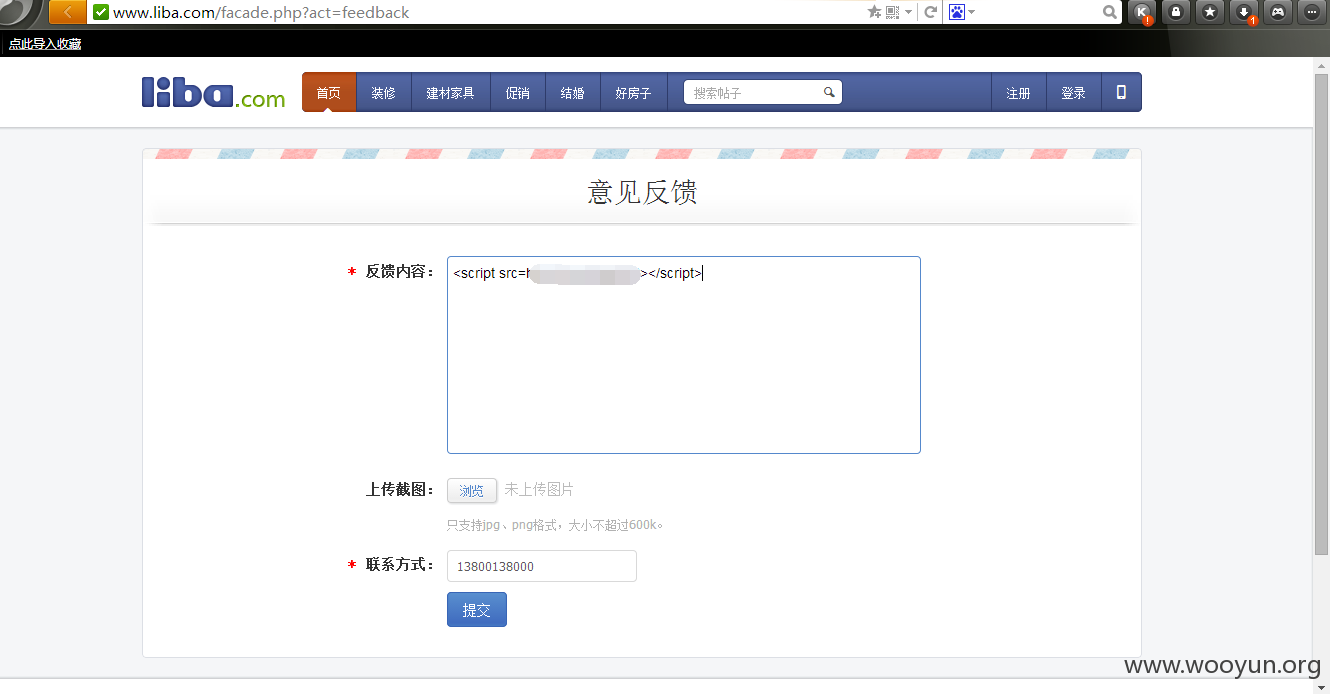 www.liba.com/facade.php?act=feedback
点此导入收藏
liba.com 首页 装修 建材家具 促销 结婚 好房子 搜索帖子 注册 登录
意见反馈
* 反馈内容： <script src=h></script>
上传截图： 浏览 未上传图片
只支持jpg、png格式，大小不超过600k。
* 联系方式： 13800138000
提交
www.wooyun.org